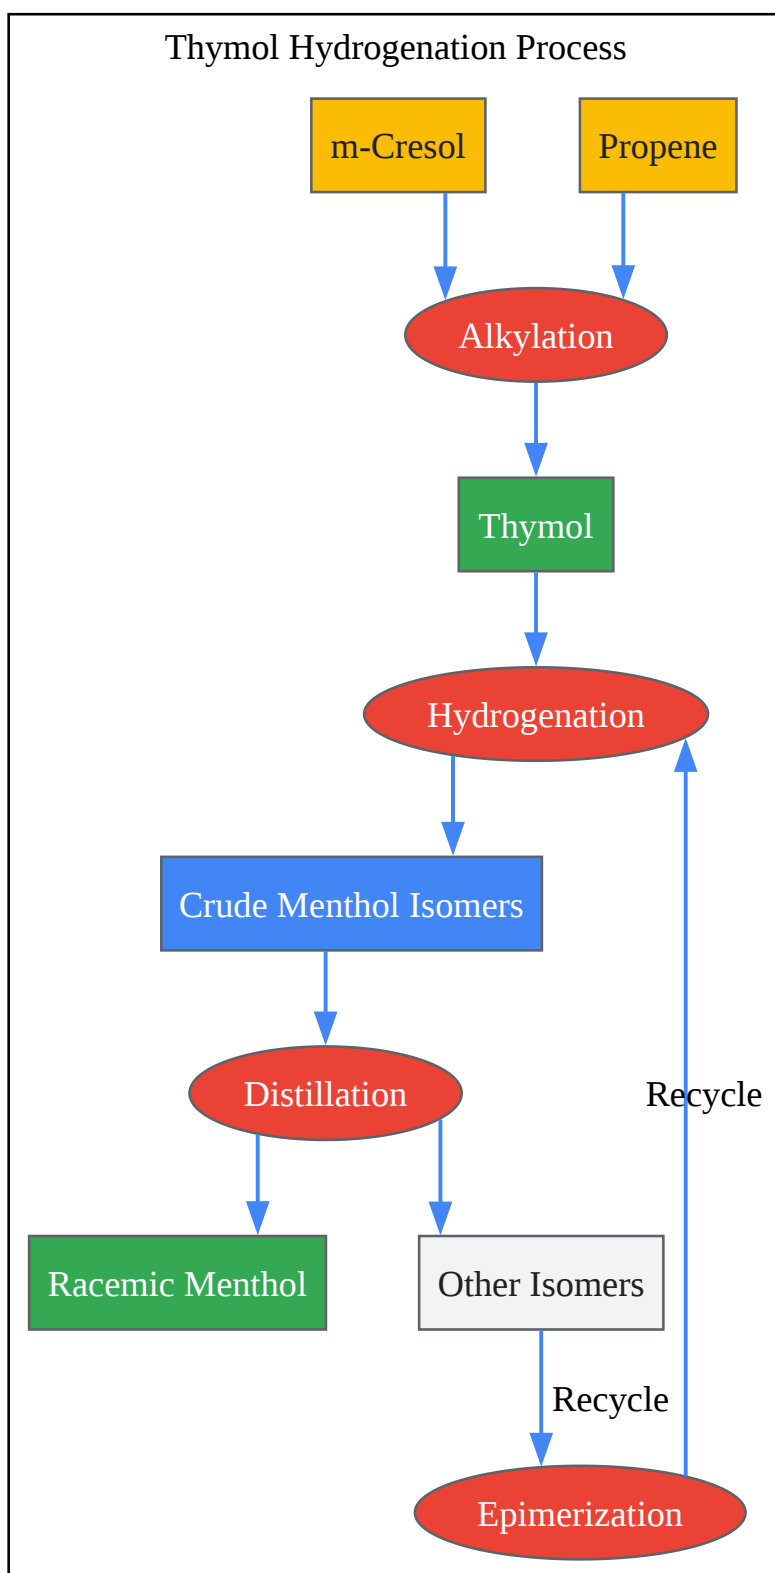 Thymol Hydrogenation Process
m-Cresol
Propene
Alkylation
Thymol
Hydrogenation
Crude Menthol Isomers
Distillation
Recycle
Racemic Menthol
Other Isomers
Recycle
Epimerization